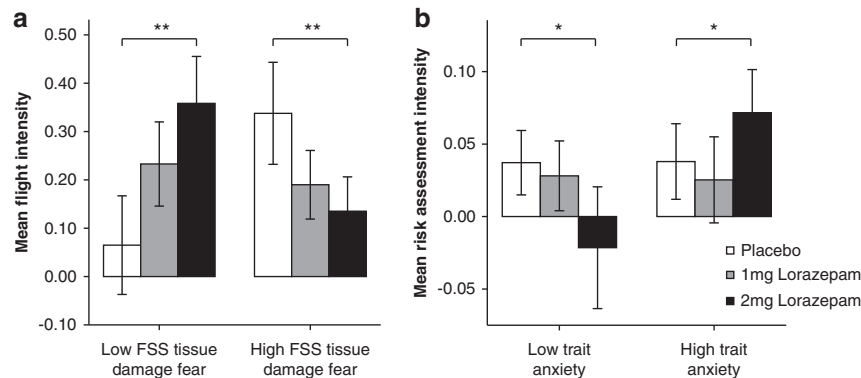 a
**
**
0.50
0.40
0.30
0.20
0.10
0.00
-0.10
Mean flight intensity
Low FSS tissue
damage fear
High FSS tissue
damage fear
b
*
*
0.10
0.05
0.00
-0.05
Mean risk assessment intensity
Placebo
1mg Lorazepam
2mg Lorazepam
Low trait
anxiety
High trait
anxiety